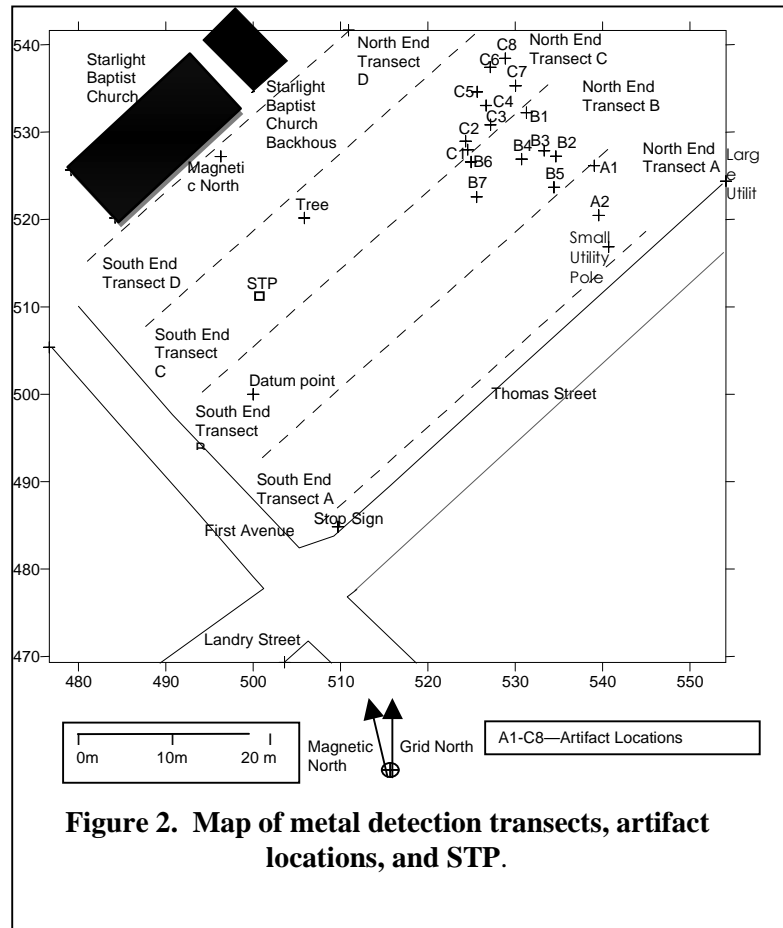 540
530
520
510
500
490
480
470
480
490
500
510
520
530
540
550
Starlight
Baptist
Church
Starlight
Baptist
Church
Backhous
Magneti
c North
North End
Transect
D
North End
Transect C
North End
Transect B
North End
Transect A
Larg
e
Utilit
C8
C6
C7
C5
C4
C3
C2
C1
B1
B3
B2
B4
B6
B5
B7
A1
A2
Tree
Small
Utility
Pole
South End
Transect D
STP
South End
Transect
C
Datum point
South End
Transect
South End
Transect A
Thomas Street
Stop Sign
First Avenue
Landry Street
0m
10m
20 m
Magnetic
North
Grid North
A1-C8—Artifact Locations
Figure 2. Map of metal detection transects, artifact
locations, and STP.